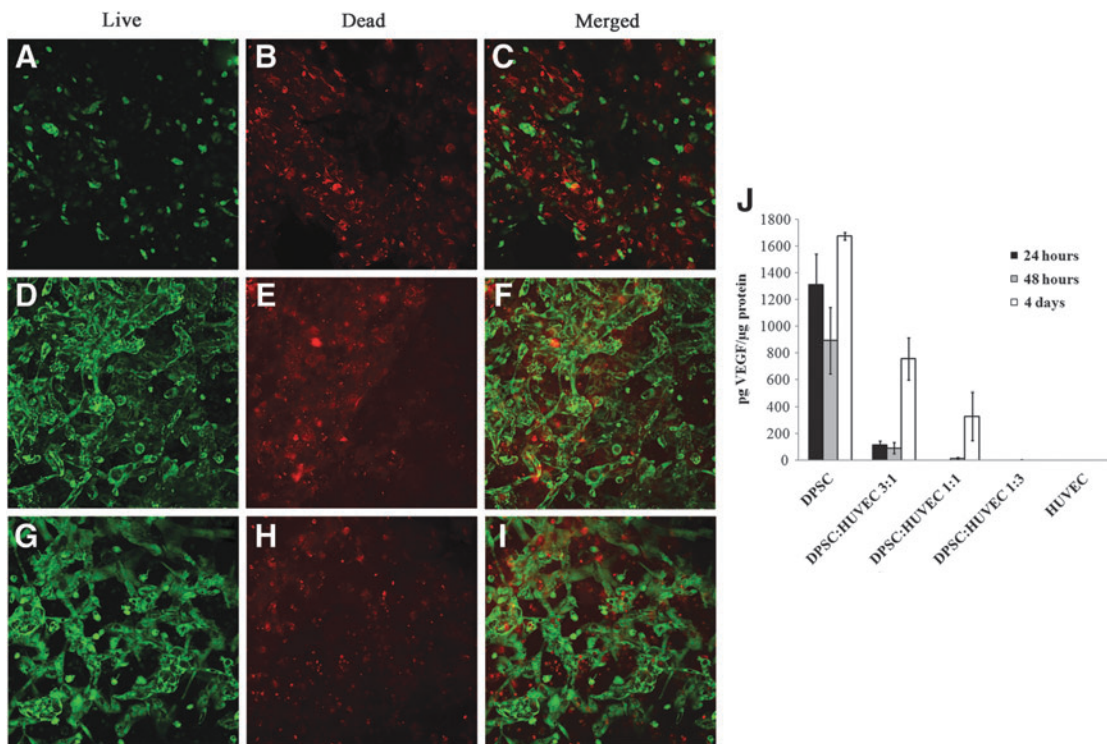 Live Dead Merged
A B C
D E F
G H I
J
1800
1600
1400
1200
1000
800
600
400
200
0
pg VEGF/µg protein
24 hours
48 hours
4 days
DPSC
DPSC:HUVEC 3:1
DPSC:HUVEC 1:1
DPSC:HUVEC 1:3
HUVEC